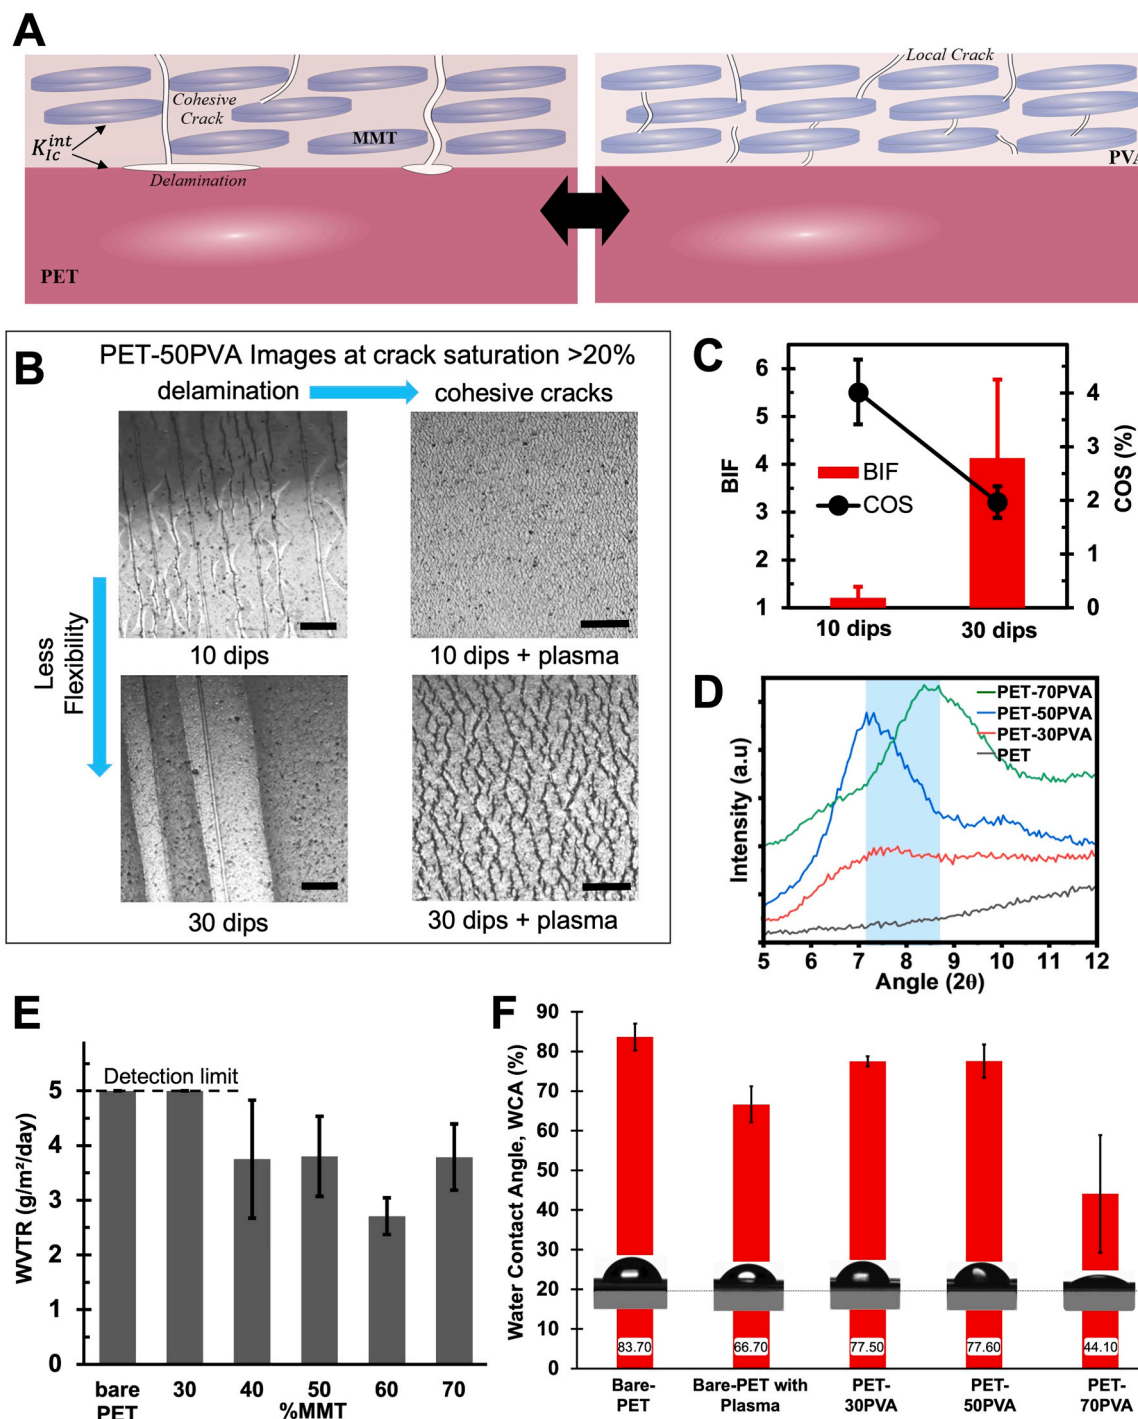 A
Cohesive
Crack
K_Ic^int
MMT
Delamination
PET
Local Crack
PVA
B
PET-50PVA Images at crack saturation >20%
delamination
cohesive cracks
Less
Flexibility
10 dips
10 dips + plasma
30 dips
30 dips + plasma
C
BIF
6
5
4
3
2
1
BIF
COS
4
3
2
1
0
COS (%)
10 dips
30 dips
D
Intensity (a.u)
PET-70PVA
PET-50PVA
PET-30PVA
PET
5 6 7 8 9 10 11 12
Angle (2θ)
E
WVTR (g/m²/day)
Detection limit
5
4
3
2
1
0
bare
PET
30 40 50 60 70
%MMT
F
Water Contact Angle, WCA (%)
90
80
70
60
50
40
30
20
10
0
83.70
66.70
77.50
77.60
44.10
Bare-
PET
Bare-PET with
Plasma
PET-
30PVA
PET-
50PVA
PET-
70PVA